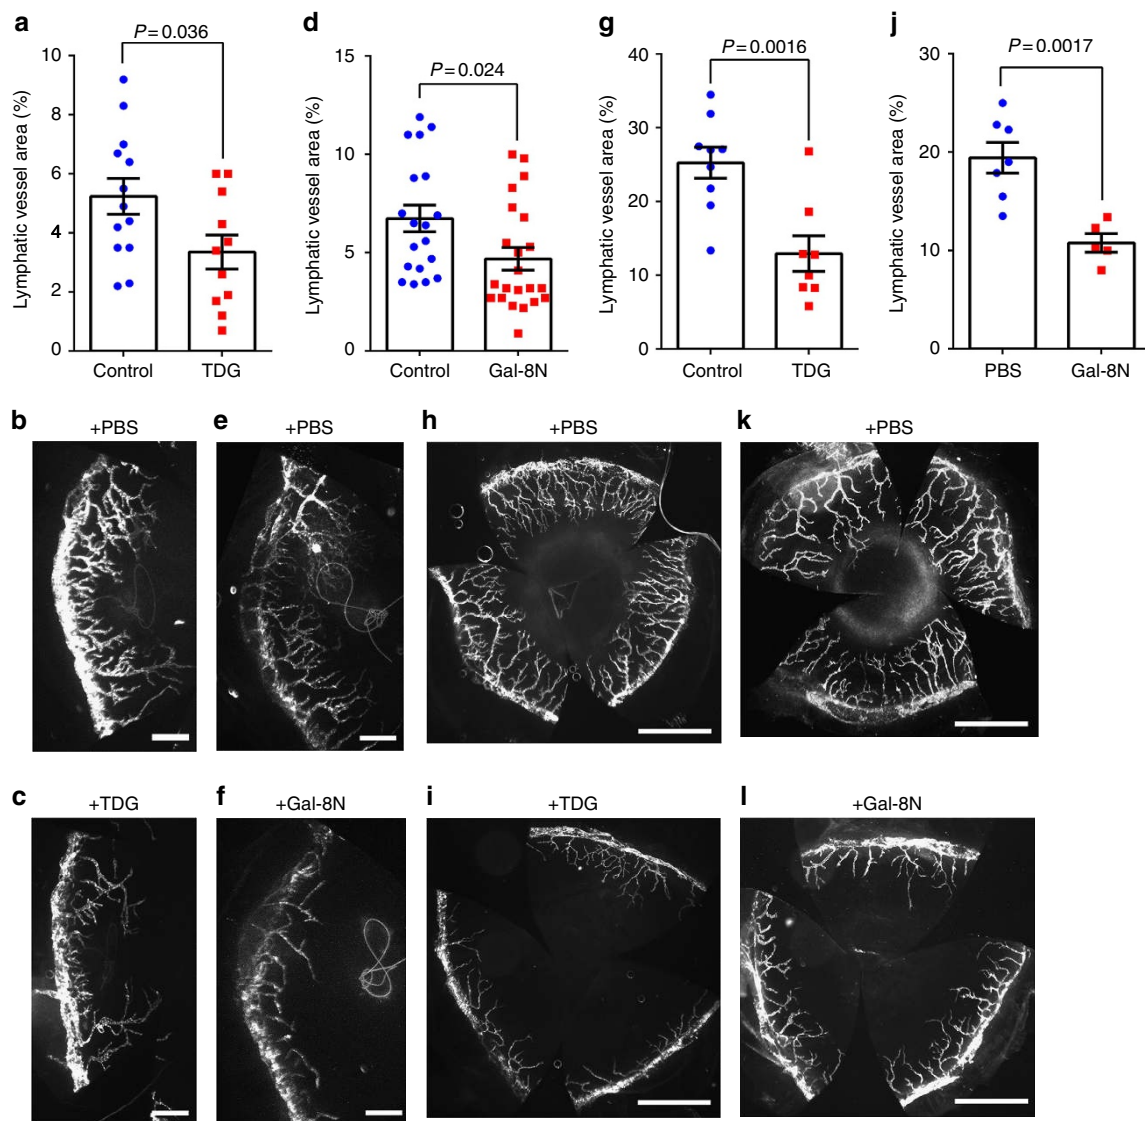 a
P = 0.036
Lymphatic vessel area (%)
10
8
6
4
2
0
Control TDG
d
P = 0.024
Lymphatic vessel area (%)
15
10
5
0
Control Gal-8N
g
P = 0.0016
Lymphatic vessel area (%)
40
30
20
10
0
Control TDG
j
P = 0.0017
Lymphatic vessel area (%)
30
20
10
0
PBS Gal-8N
b
+PBS
e
+PBS
h
+PBS
k
+PBS
c
+TDG
f
+Gal-8N
i
+TDG
l
+Gal-8N